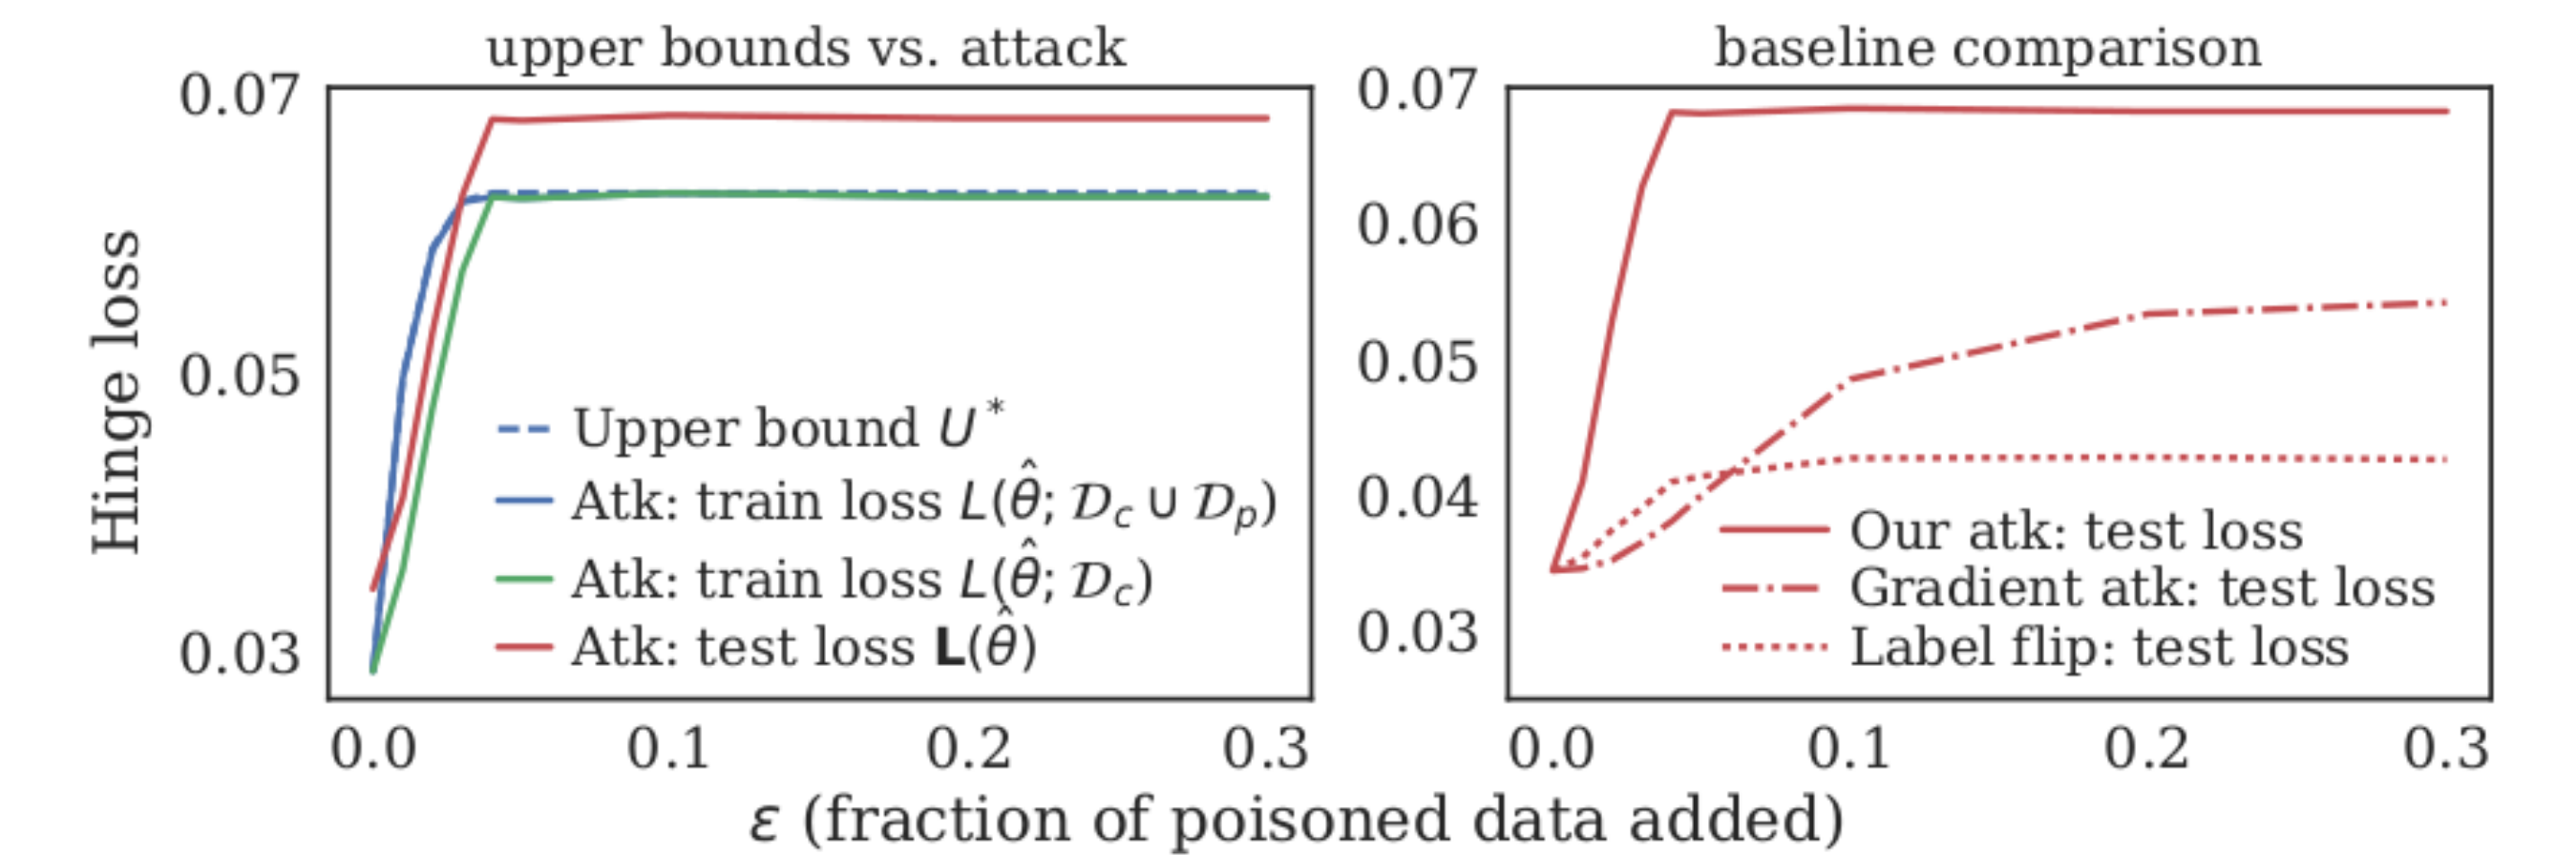 upper bounds vs. attack
0.07
0.05
0.03
Hinge loss
Upper bound U*
Atk: train loss L(θ̂; 𝒟c ∪ 𝒟p)
Atk: train loss L(θ̂; 𝒟c)
Atk: test loss L(θ̂)
0.0 0.1 0.2 0.3
baseline comparison
0.07
0.06
0.05
0.04
0.03
Our atk: test loss
Gradient atk: test loss
Label flip: test loss
0.0 0.1 0.2 0.3
ε (fraction of poisoned data added)